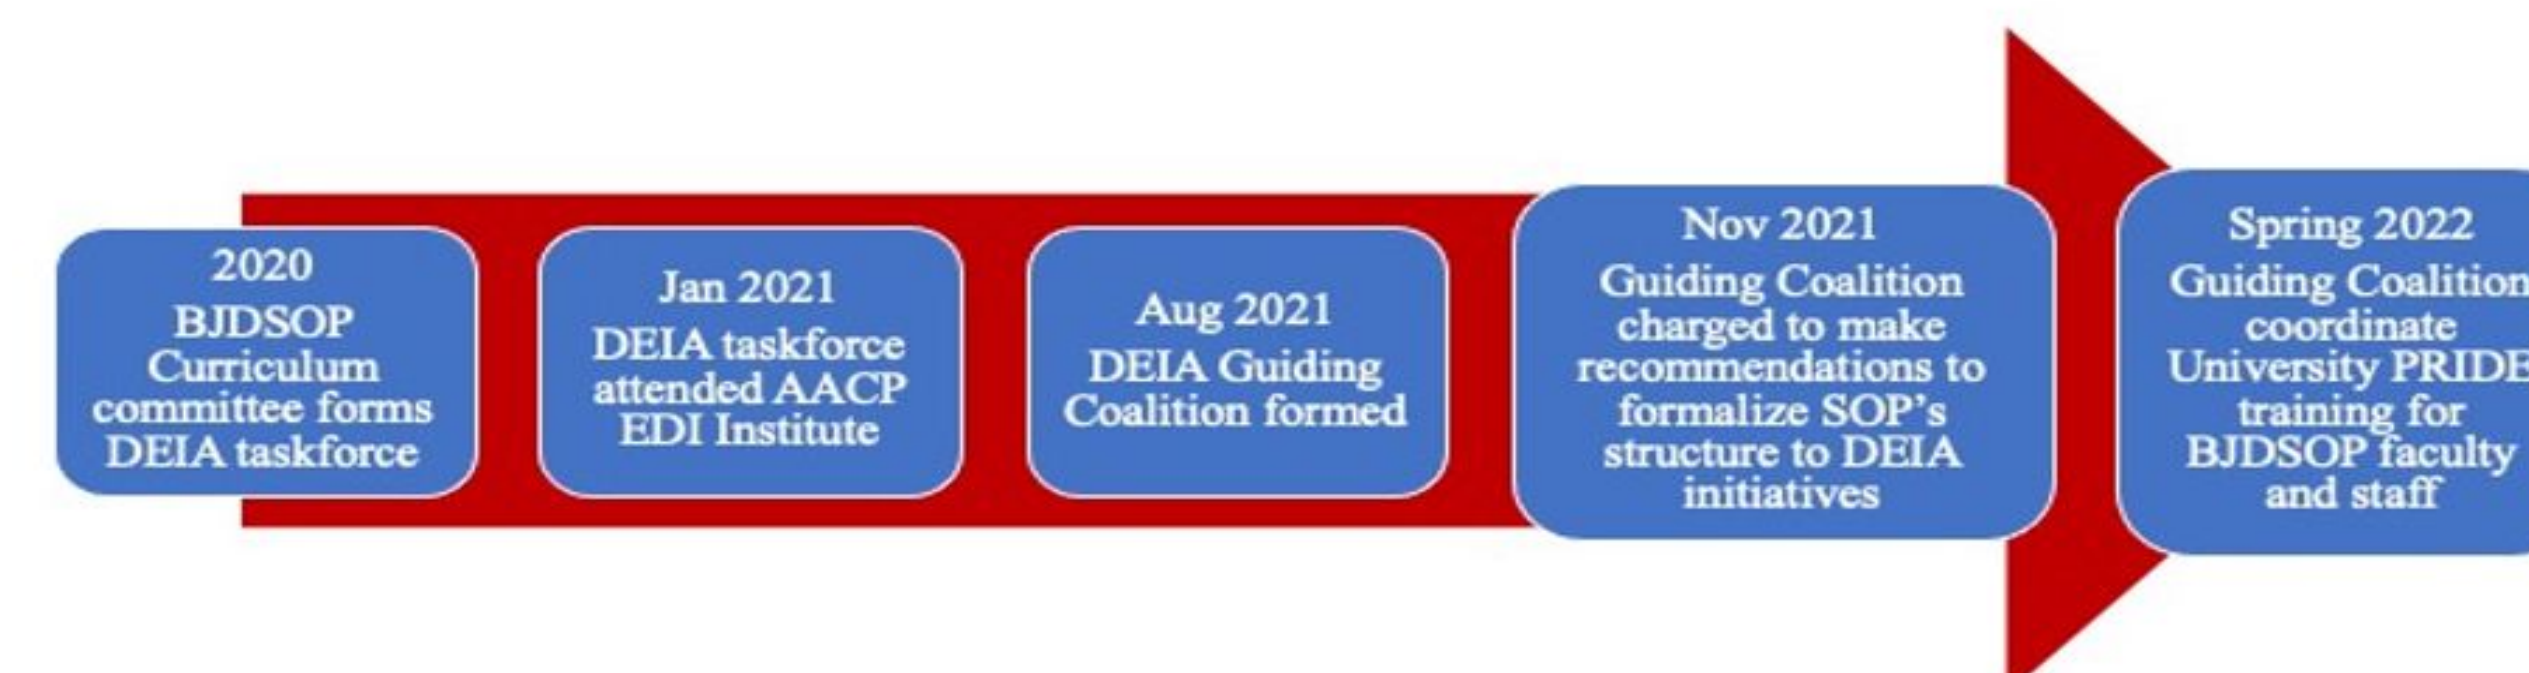 2020
BJDSOP
Curriculum
committee forms
DEIA taskforce
Jan 2021
DEIA taskforce
attended AACP
EDI Institute
Aug 2021
DEIA Guiding
Coalition formed
Nov 2021
Guiding Coalition
charged to make
recommendations to
formalize SOP's
structure to DEIA
initiatives
Spring 2022
Guiding Coalition
coordinate
University PRIDE
training for
BJDSOP faculty
and staff